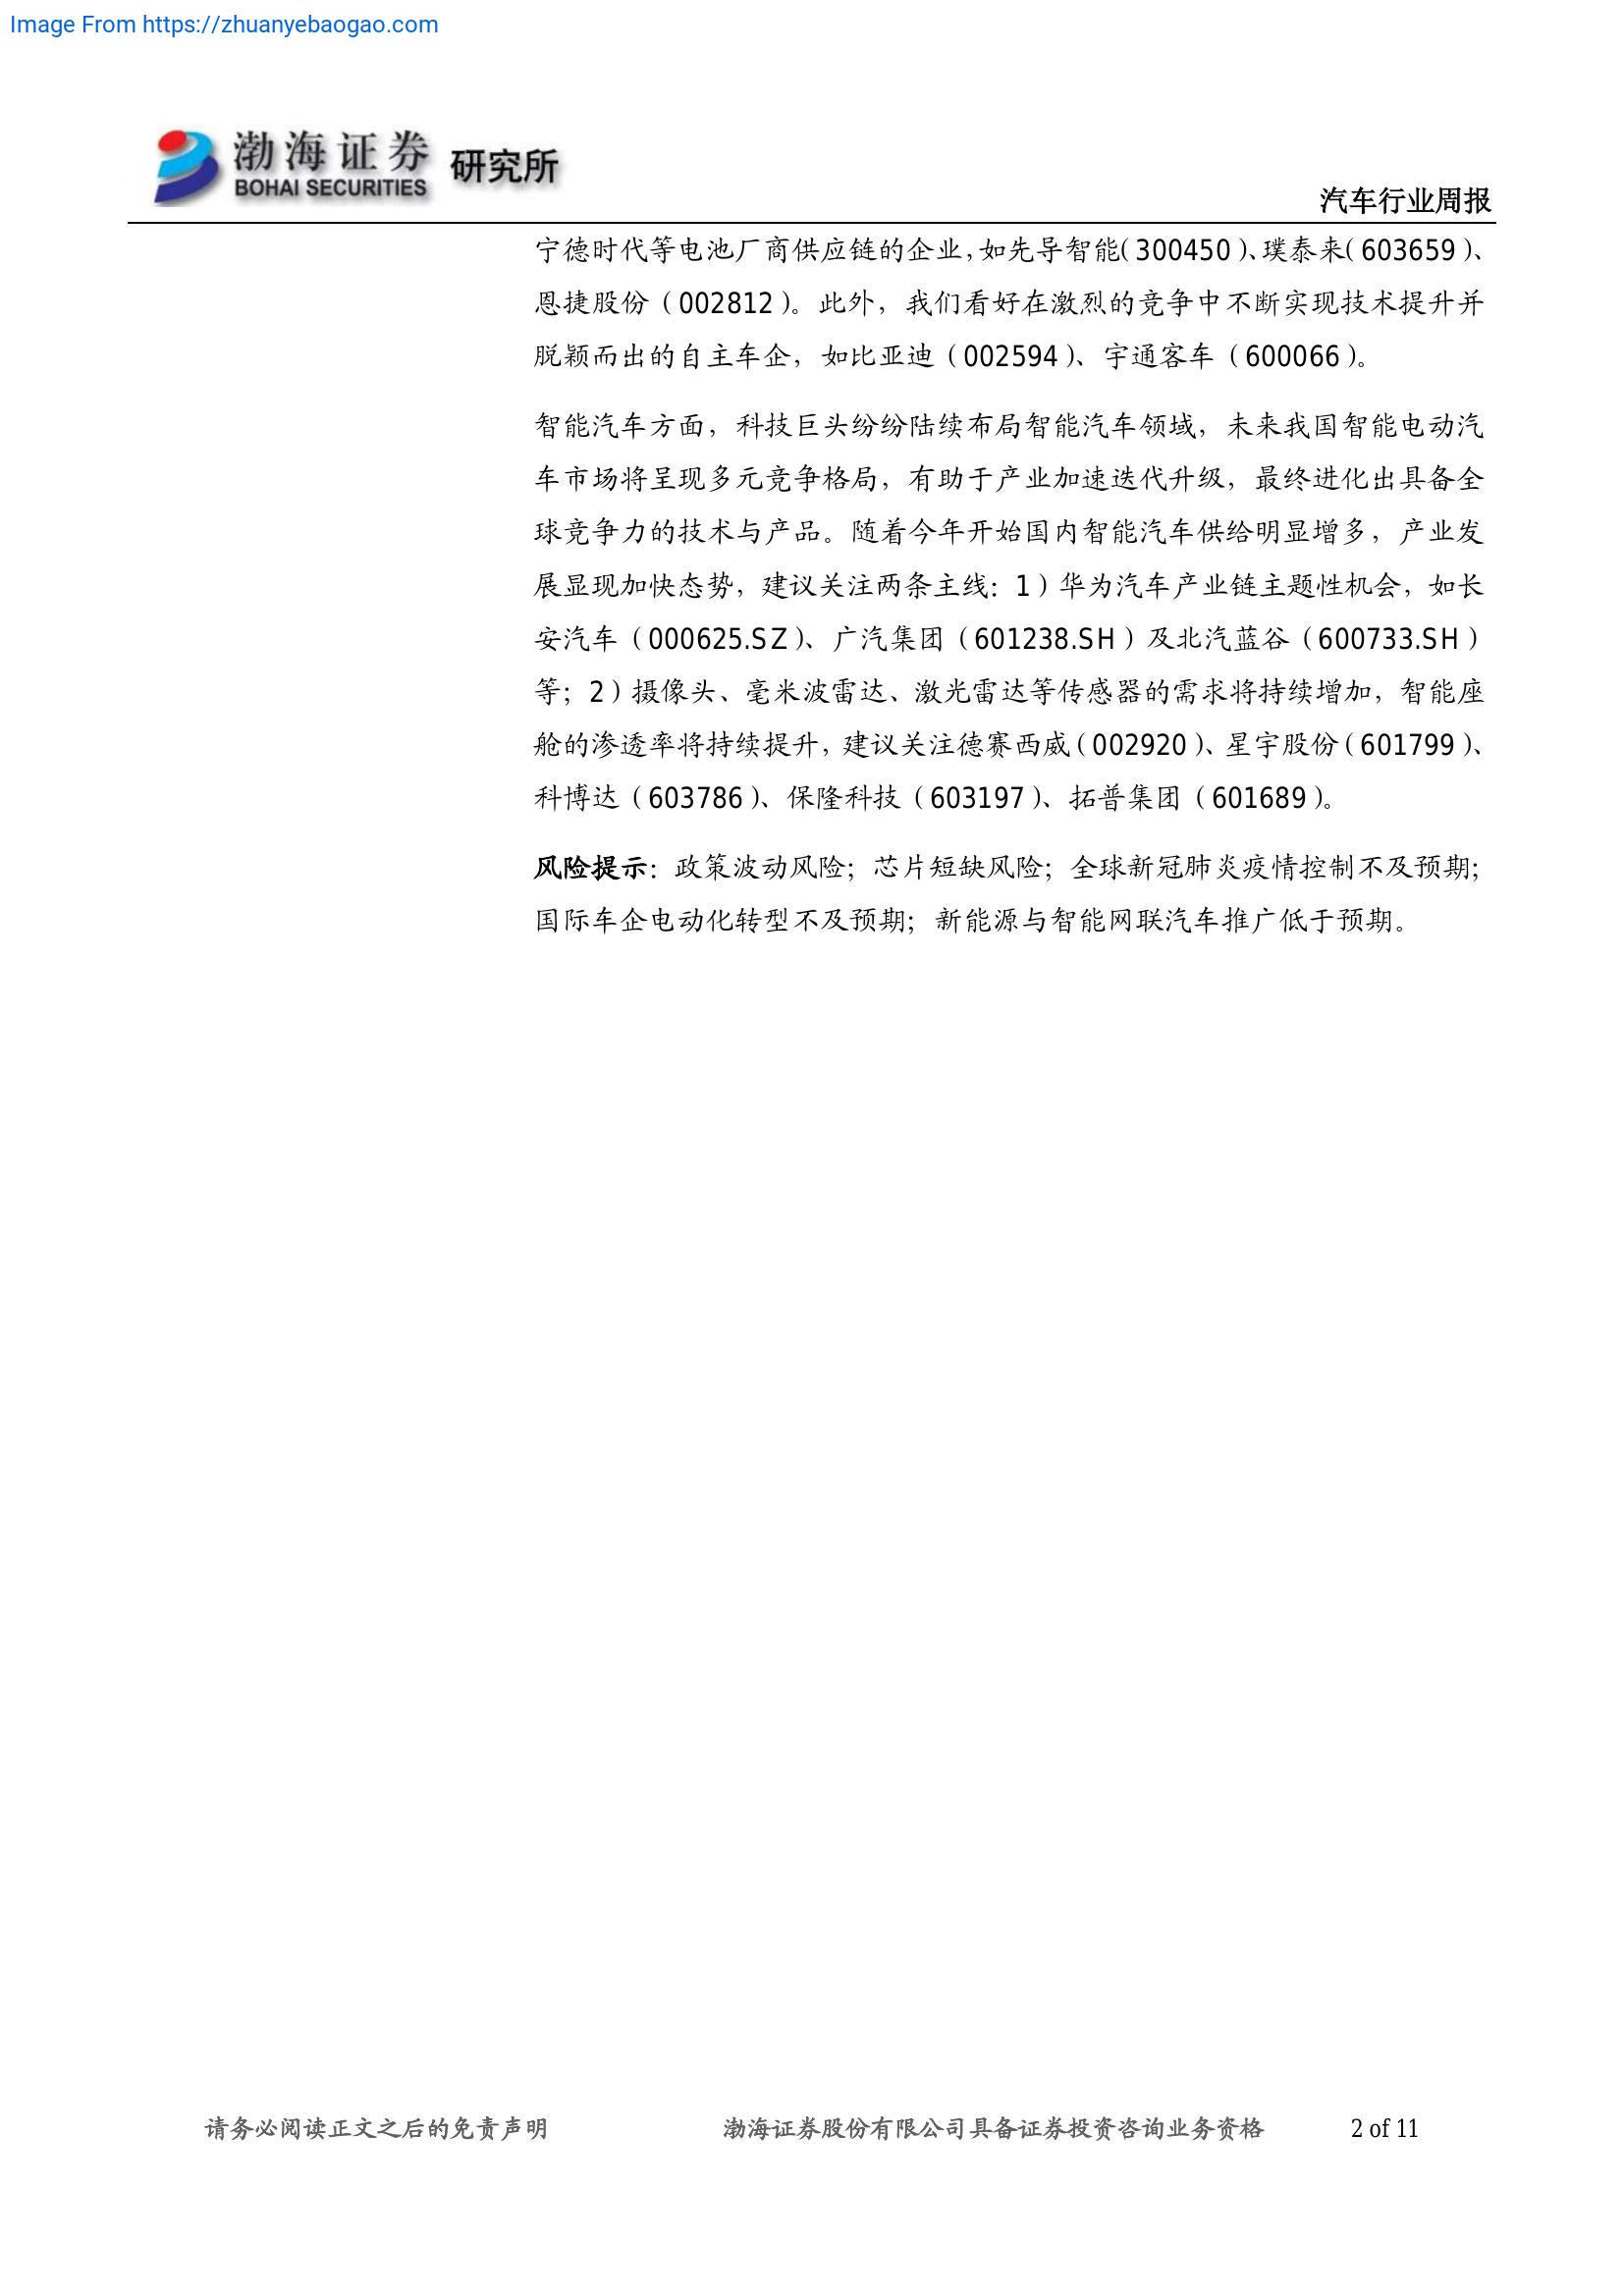 Image From https://zhuanyebaogao.com
渤海证券 研究所
BOHAI SECURITIES
汽车行业周报
宁德时代等电池厂商供应链的企业，如先导智能（300450）、璞泰来（603659）、
恩捷股份（002812）。此外，我们看好在激烈的竞争中不断实现技术提升并
脱颖而出的自主车企，如比亚迪（002594）、宇通客车（600066）。
智能汽车方面，科技巨头纷纷陆续布局智能汽车领域，未来我国智能电动汽
车市场将呈现多元竞争格局，有助于产业加速迭代升级，最终进化出具备全
球竞争力的技术与产品。随着今年开始国内智能汽车供给明显增多，产业发
展显现加快态势，建议关注两条主线：1）华为汽车产业链主题性机会，如长
安汽车（000625.SZ）、广汽集团（601238.SH）及北汽蓝谷（600733.SH）
等；2）摄像头、毫米波雷达、激光雷达等传感器的需求将持续增加，智能座
舱的渗透率将持续提升，建议关注德赛西威（002920）、星宇股份（601799）、
科博达（603786）、保隆科技（603197）、拓普集团（601689）。
风险提示：政策波动风险；芯片短缺风险；全球新冠肺炎疫情控制不及预期；
国际车企电动化转型不及预期；新能源与智能网联汽车推广低于预期。
请务必阅读正文之后的免责声明 渤海证券股份有限公司具备证券投资咨询业务资格 2 of 11